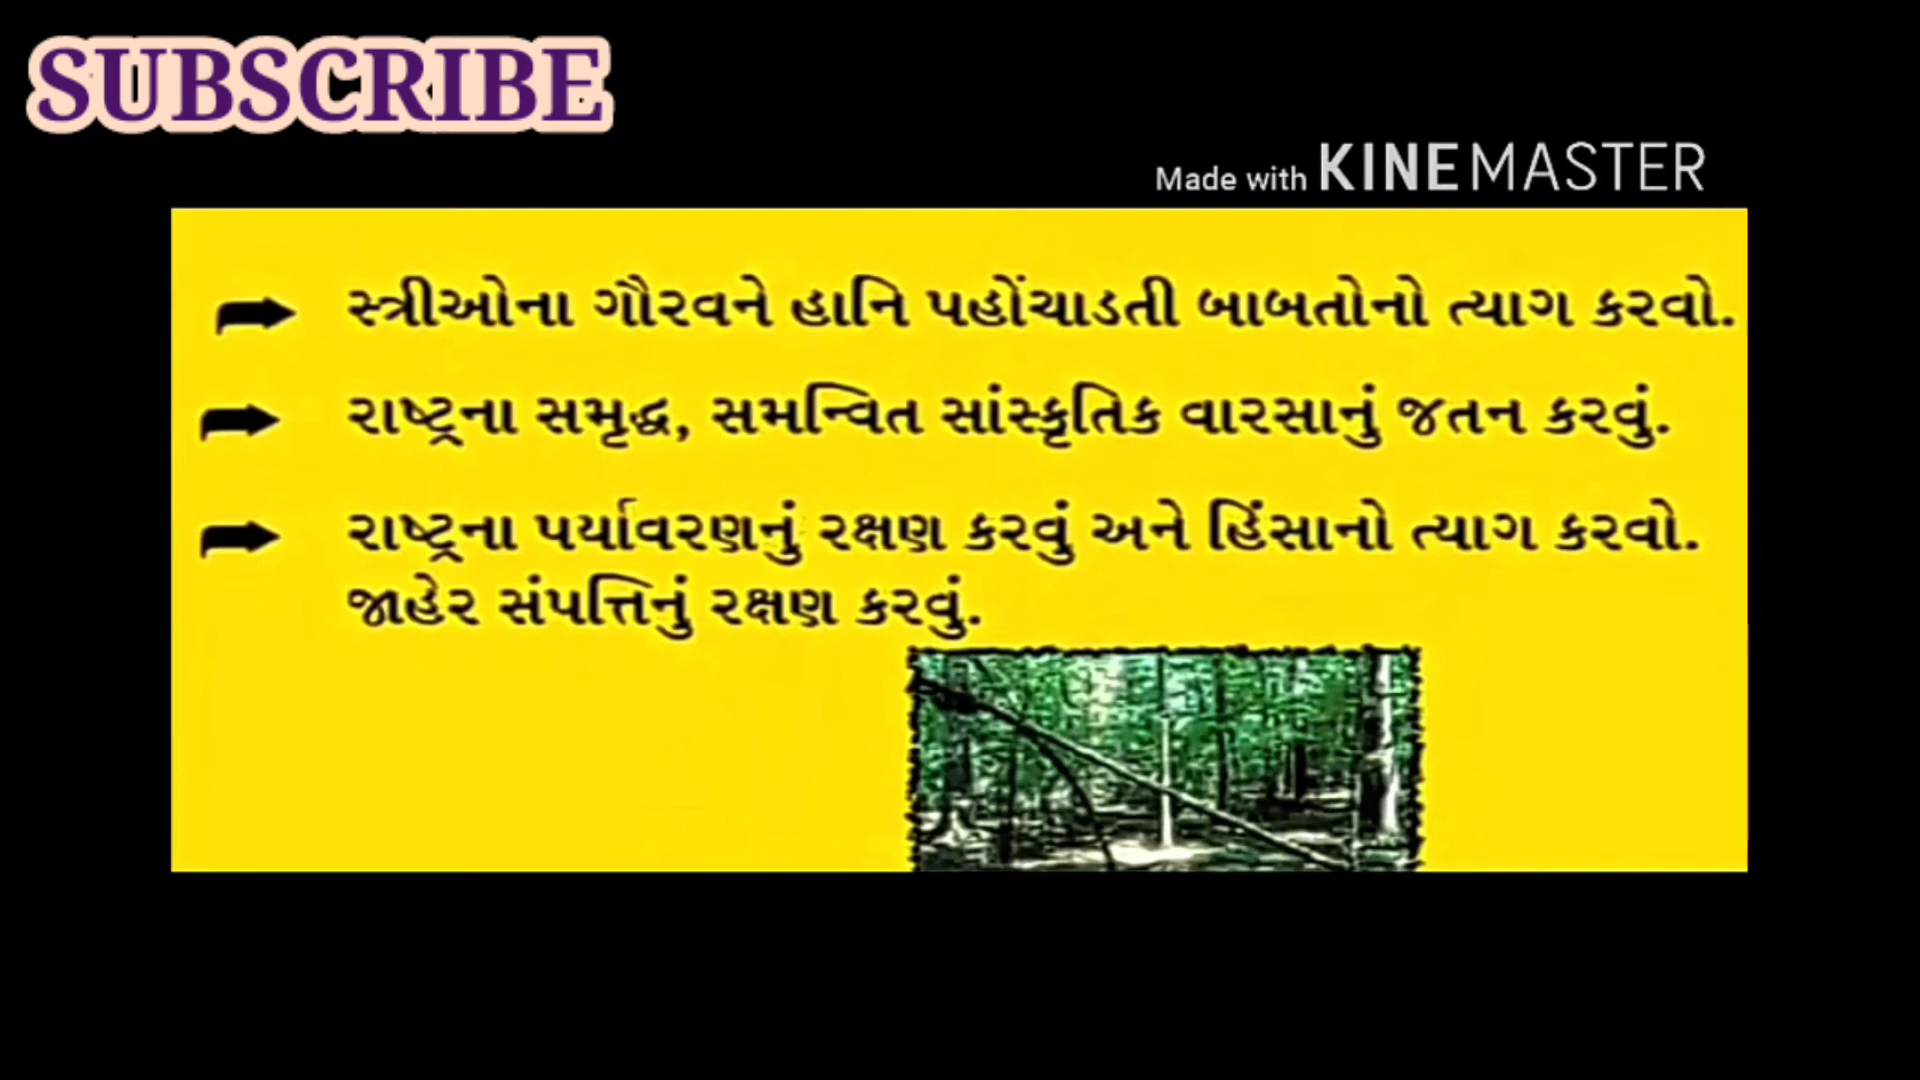 SUBSCRIBE
Made with KINEMASTER
સ્ત્રીઓના ગૌરવને હાનિ પહોંચાડતી બાબતોનો ત્યાગ કરવો.
રાષ્ટ્રના સમૃદ્ધ, સમન્વિત સાંસ્કૃતિક વારસાનું જતન કરવું.
રાષ્ટ્રના પર્યાવરણનું રક્ષણ કરવું અને હિંસાનો ત્યાગ કરવો.
જાહેર સંપત્તિનું રક્ષણ કરવું.